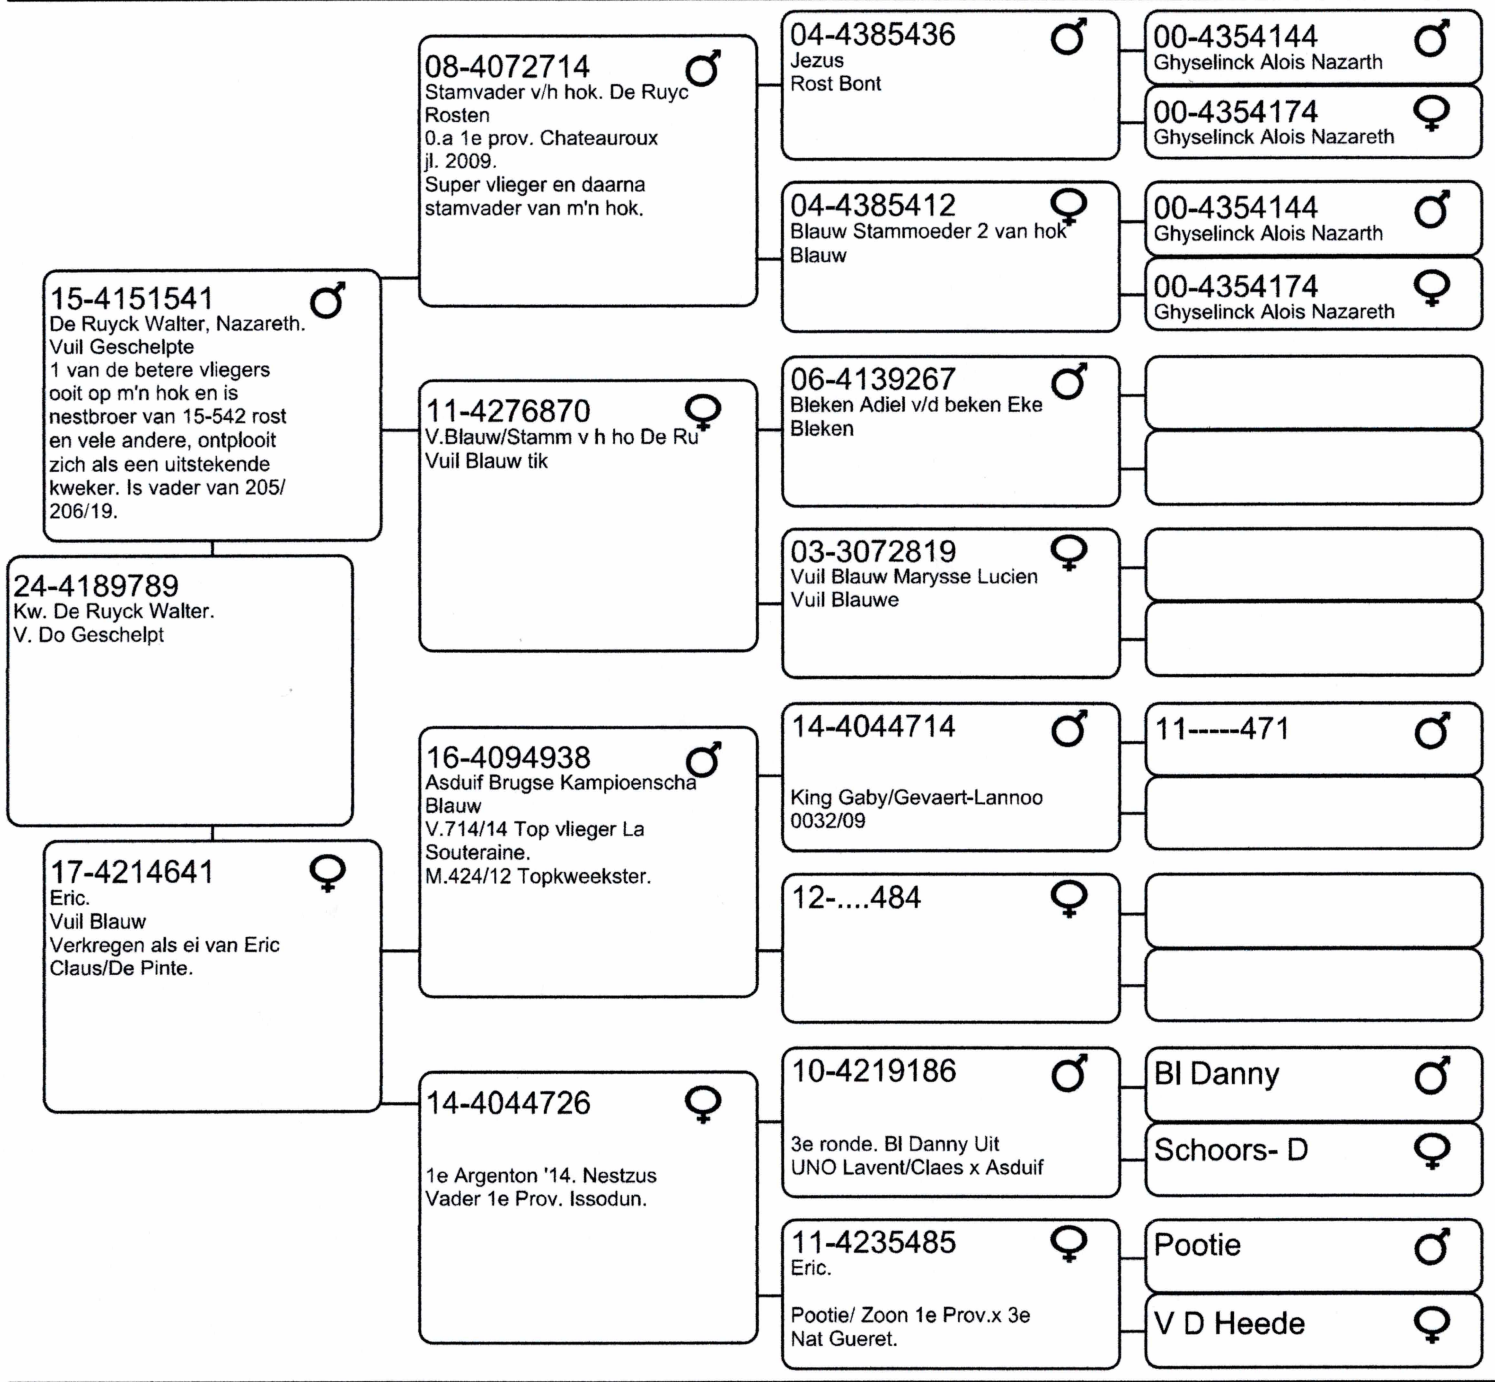 24-4189789
Kw. De Ruyck Walter.
V. Do Geschelpt
15-4151541
De Ruyck Walter, Nazareth.
Vuil Geschelpte
1 van de betere vliegers
ooit op m'n hok en is
nestbroer van 15-542 rost
en vele andere, ontplooit
zich als een uitstekende
kweker. Is vader van 205/
206/19.
17-4214641
Eric.
Vuil Blauw
Verkregen als ei van Eric
Claus/De Pinte.
08-4072714
Stamvader v/h hok. De Ruyc
Rosten
0.a 1e prov. Chateauroux
jl. 2009.
Super vlieger en daarna
stamvader van m'n hok.
11-4276870
V.Blauw/Stamm v h ho De Ru
Vuil Blauw tik
16-4094938
Asduif Brugse Kampioenscha
Blauw
V.714/14 Top vlieger La
Souteraine.
M.424/12 Topkweekster.
14-4044726
1e Argenton '14. Nestzus
Vader 1e Prov. Issodun.
04-4385436
Jezus
Rost Bont
04-4385412
Blauw Stammoeder 2 van hok
Blauw
06-4139267
Bleken Adiel v/d beken Eke
Bleken
03-3072819
Vuil Blauw Marysse Lucien
Vuil Blauwe
14-4044714
King Gaby/Gevaert-Lannoo
0032/09
12-....484
10-4219186
3e ronde. Bl Danny Uit
UNO Lavent/Claes x Asduif
11-4235485
Eric.
Pootie/ Zoon 1e Prov.x 3e
Nat Gueret.
00-4354144
Ghyselinck Alois Nazarth
00-4354174
Ghyselinck Alois Nazareth
00-4354144
Ghyselinck Alois Nazarth
00-4354174
Ghyselinck Alois Nazareth
11-----471
Bl Danny
Schoors- D
Pootie
V D Heede